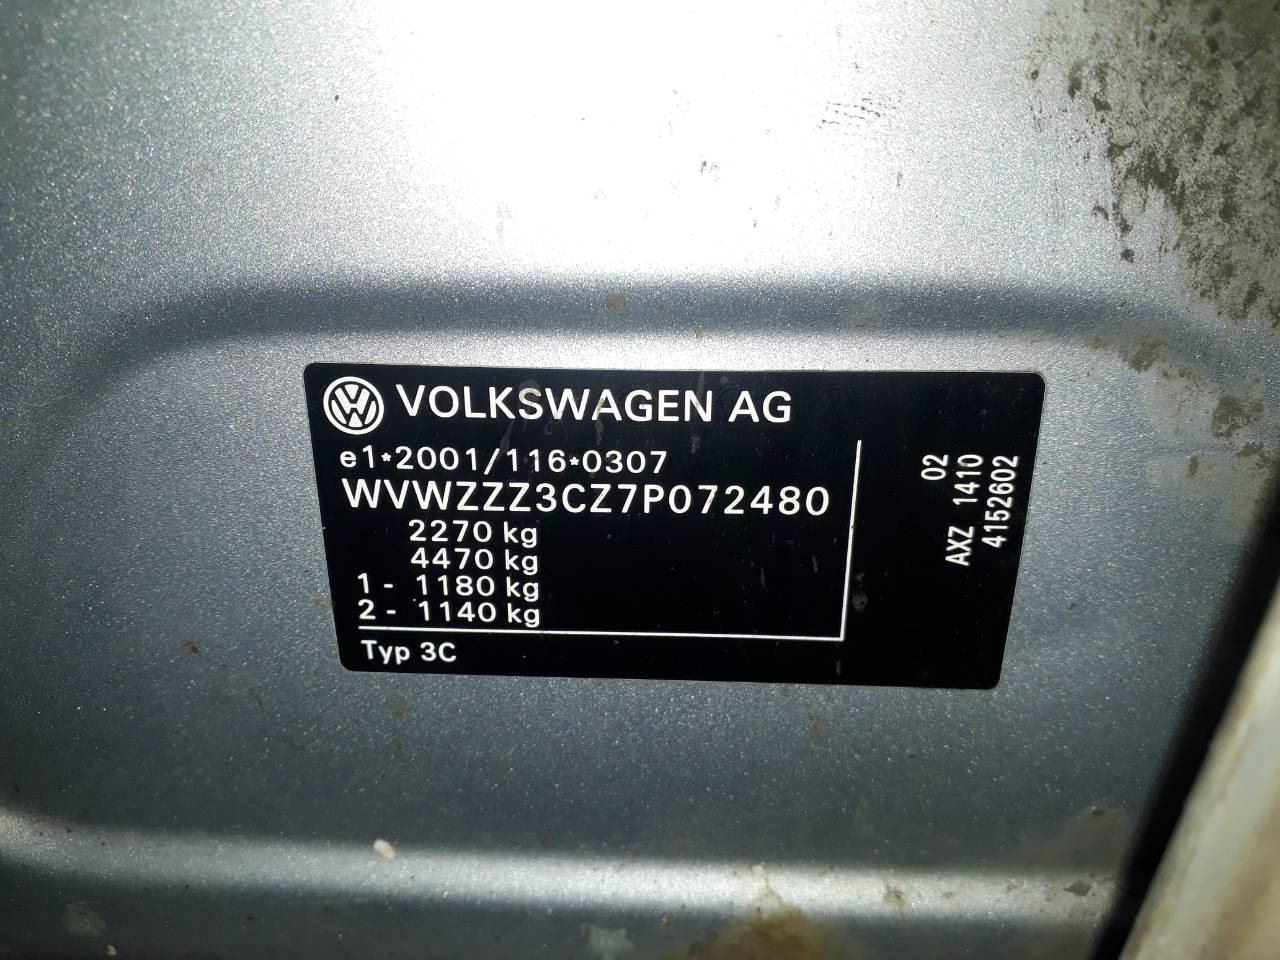 VOLKSWAGEN AG
e1*2001/116*0307
WVWZZZ3CZ7P072480
2270 kg
4470 kg
1 - 1180 kg
2 - 1140 kg
Typ 3C
02
AXZ 1410
4152602